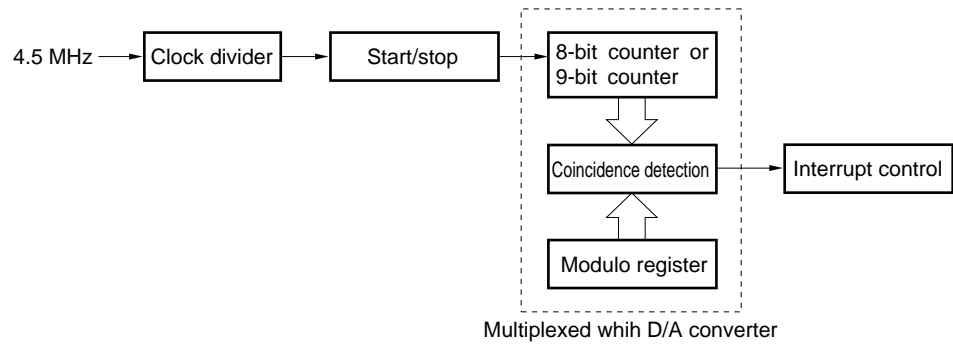 4.5 MHz
Clock divider
Start/stop
8-bit counter or
9-bit counter
Coincidence detection
Interrupt control
Modulo register
Multiplexed whih D/A converter